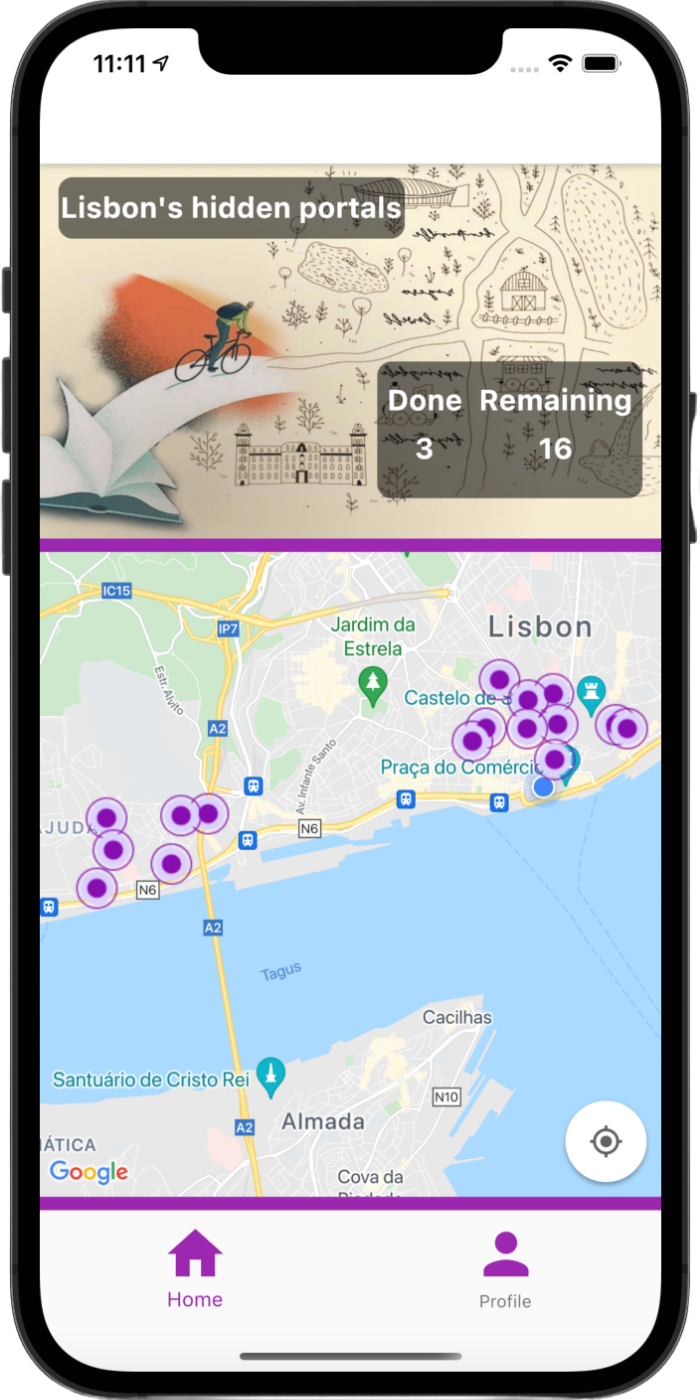 11:11
Lisbon's hidden portals
Done Remaining
3 16
IC15
IP7
Jardim da
Estrela
Lisbon
Estr. Alvito
Castelo de S
A2
Av. Infante Santo
Praça do Comércio
AJUDA
N6
N6
A2
Tagus
Cacilhas
Santuário de Cristo Rei
N10
A2
Almada
ÁTICA
Google
Cova da
Piedade
Home
Profile